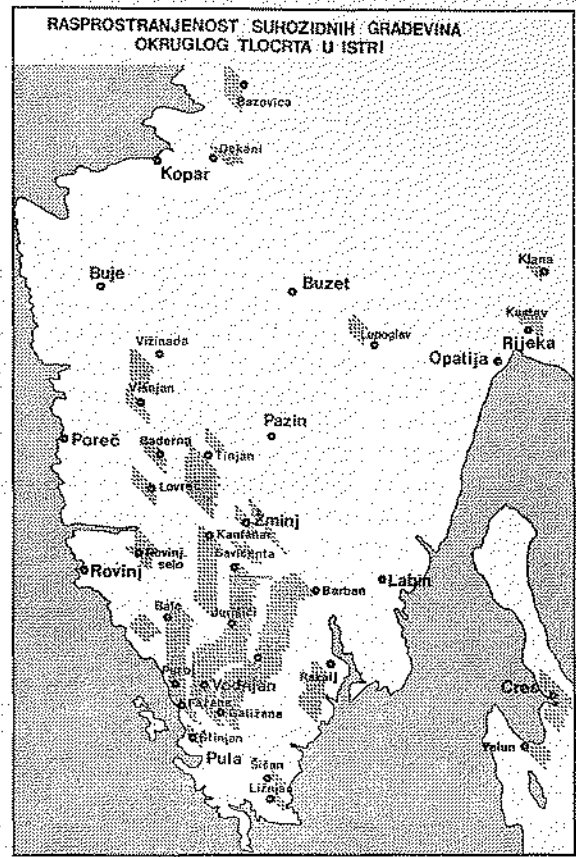 RASPROSTRANJENOST SUHOZIDNIH GRAĐEVINA
OKRUGLOG TLOCRTA U ISTRI
Bazovica
Dekani
Kopar
Klana
Buje
Buzet
Kastav
Lupoglav
Rijeka
Vižinada
Opatija
Višnjan
Pazin
Poreč
Baderna
Tinjan
Lovreč
Žminj
Kanfanar
Rovinj
selo
Savičenta
Rovinj
Labin
Barban
Bale
Juršići
Rakalj
Peroj
Vodnjan
Cres
Fažana
Galižana
Štinjan
Pula
Šišan
Ližnjan